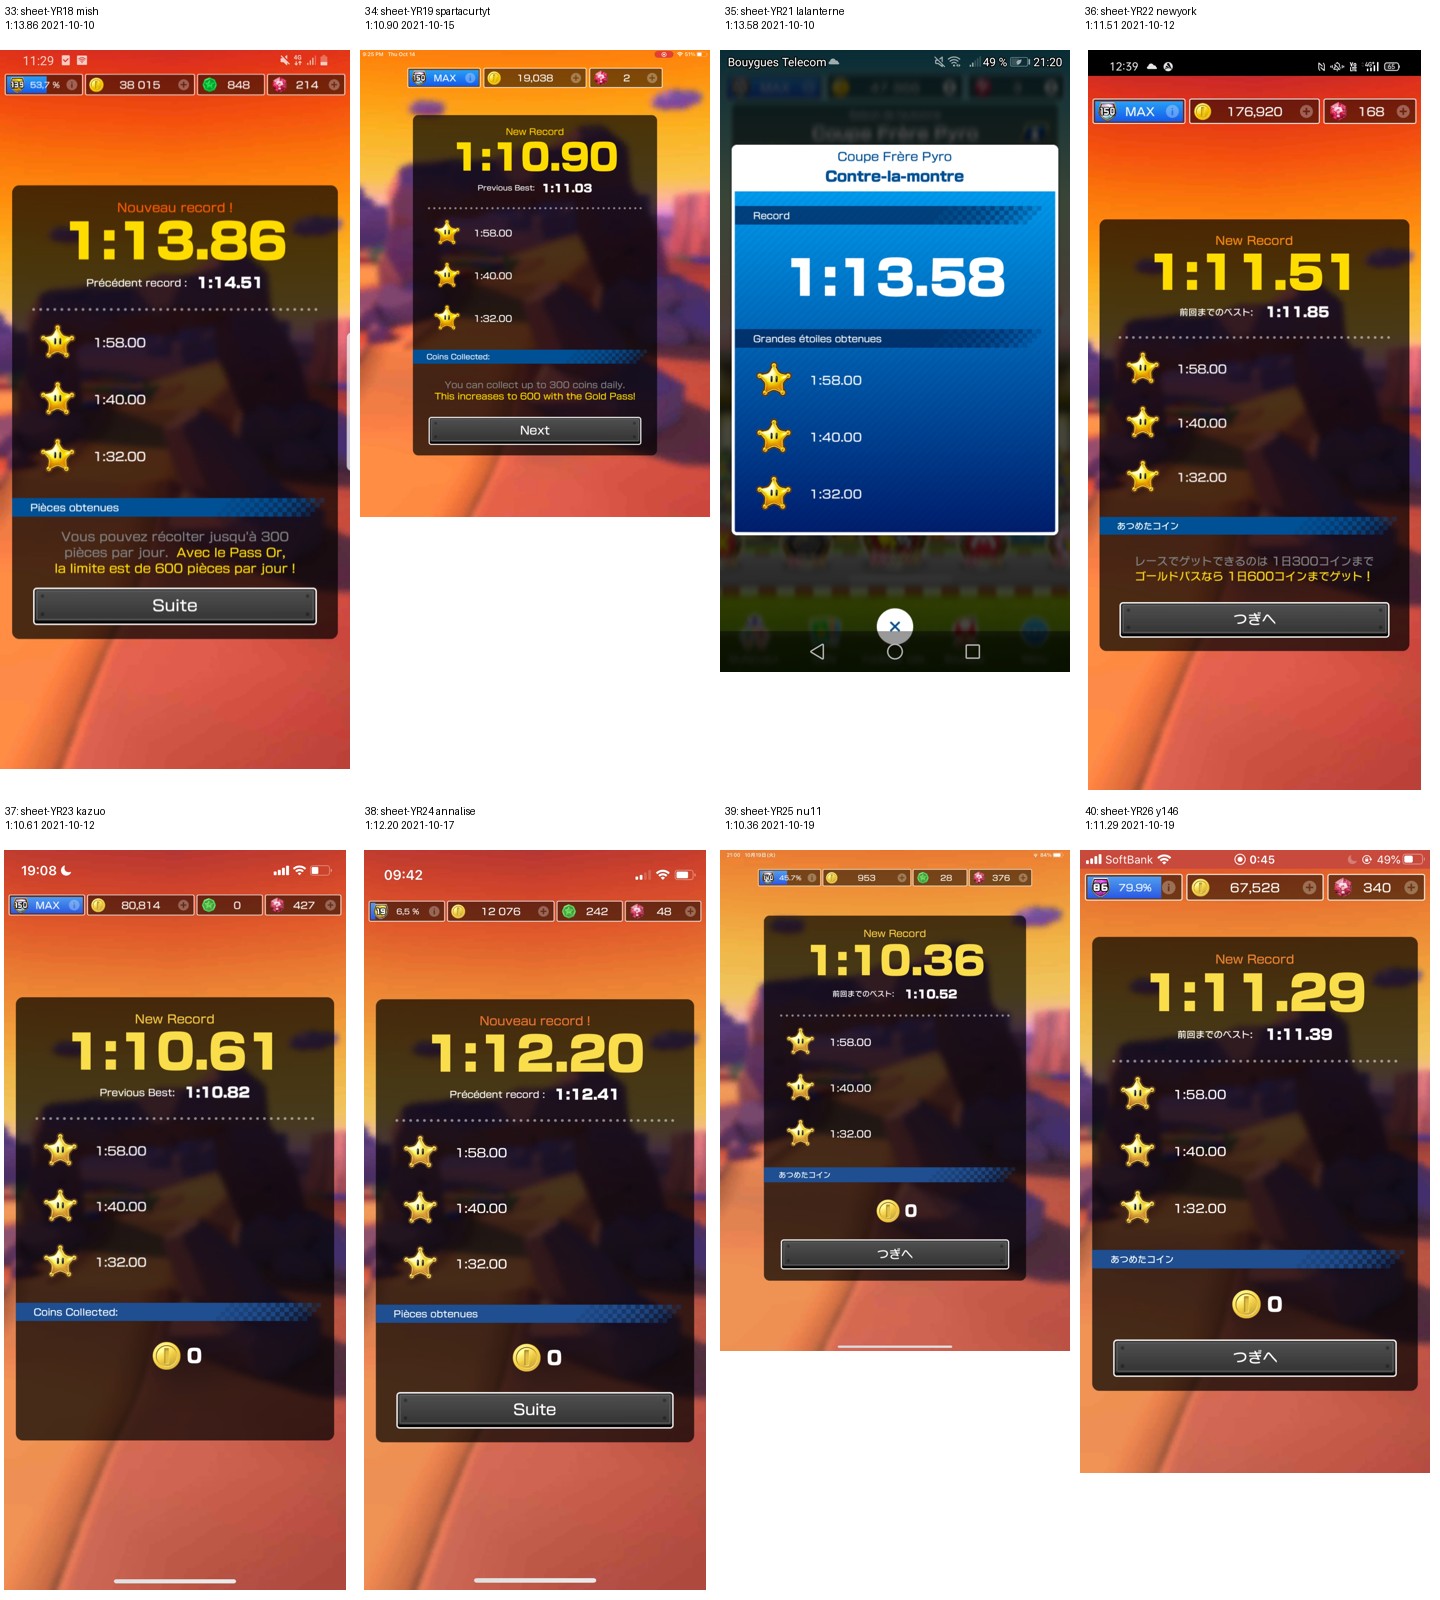 33: sheet-YR18 mish
1:13.86 2021-10-10
11:29
53,7 %
38 015
848
214
Nouveau record !
1:13.86
Précédent record : 1:14.51
1:58.00
1:40.00
1:32.00
Pièces obtenues
Vous pouvez récolter jusqu'à 300
pièces par jour. Avec le Pass Or,
la limite est de 600 pièces par jour !
Suite
34: sheet-YR19 spartacurtyt
1:10.90 2021-10-15
Thu Oct 14
150 MAX
19,038
2
New Record
1:10.90
Previous Best: 1:11.03
1:58.00
1:40.00
1:32.00
Coins Collected:
You can collect up to 300 coins daily.
This increases to 600 with the Gold Pass!
Next
35: sheet-YR21 lalanterne
1:13.58 2021-10-10
Bouygues Telecom
49 %
21:20
Coupe Frère Pyro
Coupe Frère Pyro
Contre-la-montre
Record
1:13.58
Grandes étoiles obtenues
1:58.00
1:40.00
1:32.00
36: sheet-YR22 newyork
1:11.51 2021-10-12
12:39
150 MAX
176,920
168
New Record
1:11.51
前回までのベスト: 1:11.85
1:58.00
1:40.00
1:32.00
あつめたコイン
レースでゲットできるのは 1日300コインまで
ゴールドパスなら 1日600コインまでゲット!
つぎへ
37: sheet-YR23 kazuo
1:10.61 2021-10-12
19:08
150 MAX
80,814
0
427
New Record
1:10.61
Previous Best: 1:10.82
1:58.00
1:40.00
1:32.00
Coins Collected:
0
38: sheet-YR24 annalise
1:12.20 2021-10-17
09:42
19 6,5 %
12 076
242
48
Nouveau record !
1:12.20
Précédent record : 1:12.41
1:58.00
1:40.00
1:32.00
Pièces obtenues
0
Suite
39: sheet-YR25 nu11
1:10.36 2021-10-19
21:00 10月19日(火)
84%
45.7%
953
28
376
New Record
1:10.36
前回までのベスト: 1:10.52
1:58.00
1:40.00
1:32.00
あつめたコイン
0
つぎへ
40: sheet-YR26 y146
1:11.29 2021-10-19
SoftBank
0:45
49%
86 79.9%
67,528
340
New Record
1:11.29
前回までのベスト: 1:11.39
1:58.00
1:40.00
1:32.00
あつめたコイン
0
つぎへ